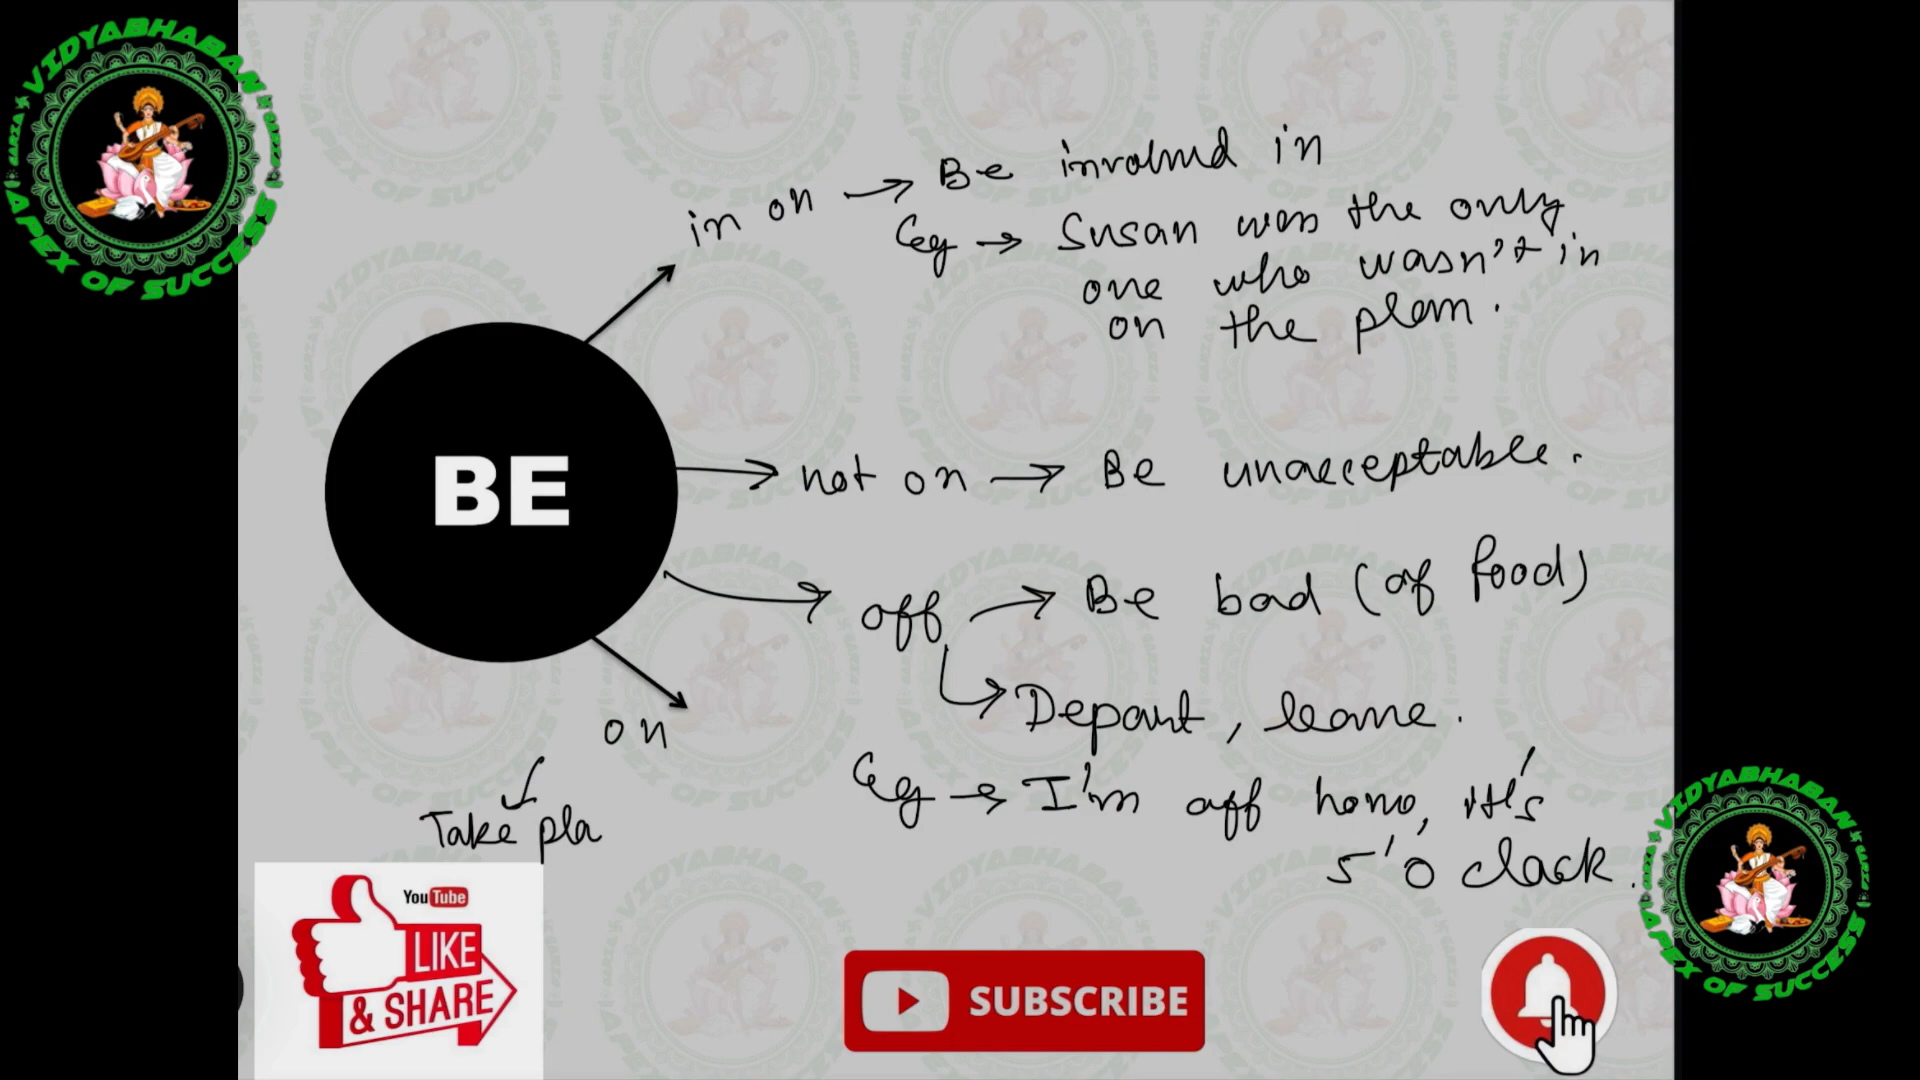 VIDYABHABAN
GARIA
APEX OF SUCCESS
in on → Be involved in
Eg → Susan was the only
one who wasn't in
on the plan.
BE
not on → Be unacceptable.
off → Be bad (of food)
→ Depart, leave.
on
Take pla
Eg → I'm off home, it's
5'o clock.
YouTube
LIKE
& SHARE
SUBSCRIBE
VIDYABHABAN
GARIA
APEX OF SUCCESS